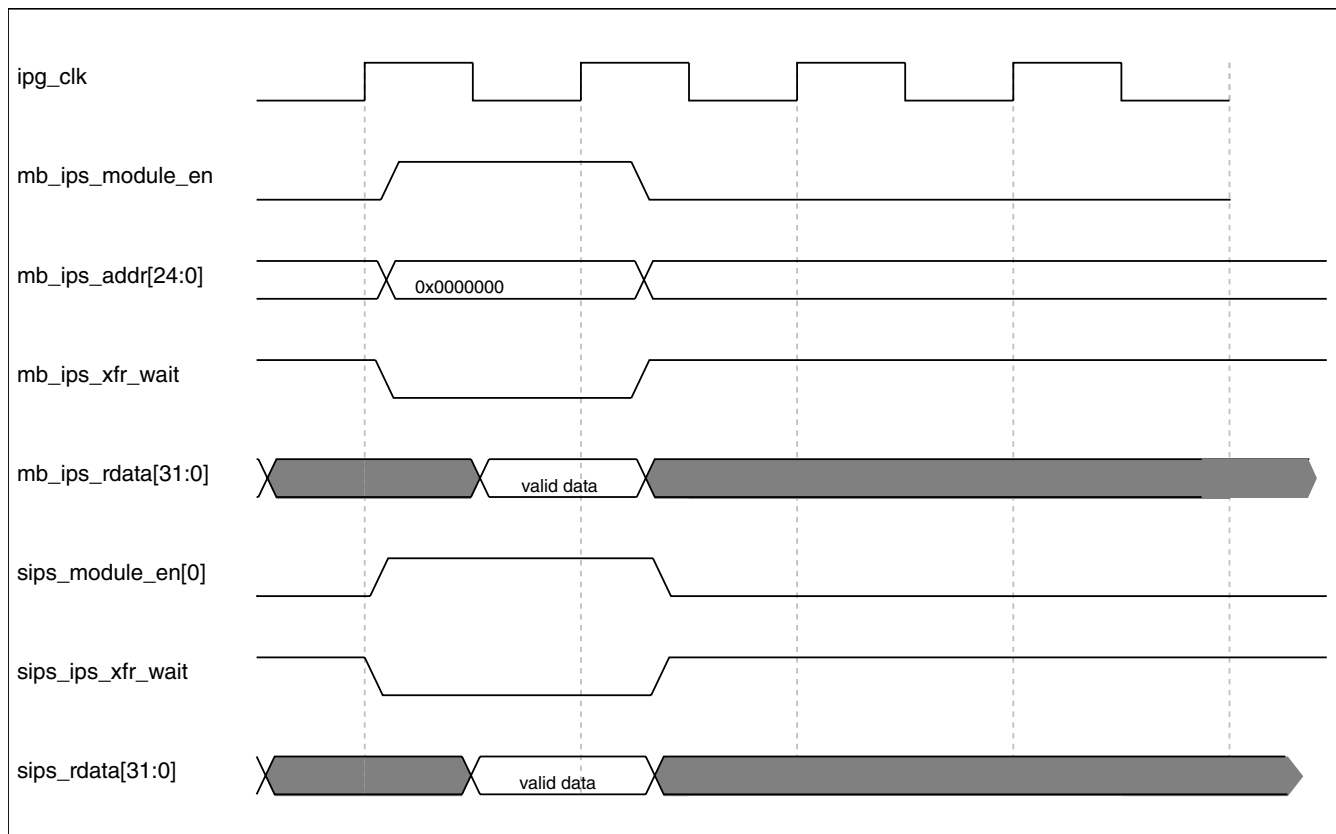 ipg_clk
mb_ips_module_en
mb_ips_addr[24:0]
0x0000000
mb_ips_xfr_wait
mb_ips_rdata[31:0]
valid data
sips_module_en[0]
sips_ips_xfr_wait
sips_rdata[31:0]
valid data